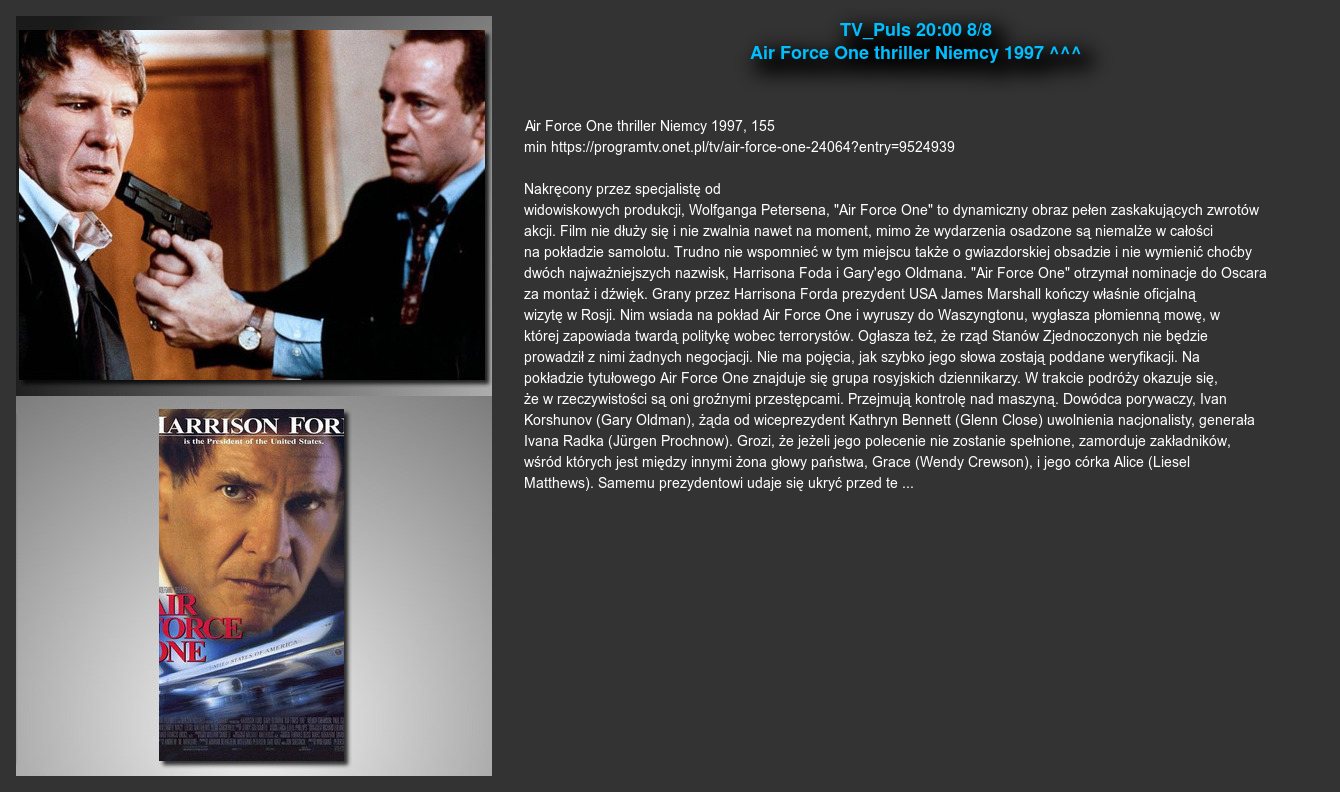 TV_Puls 20:00 8/8
Air Force One thriller Niemcy 1997 ^^^
Air Force One thriller Niemcy 1997, 155
min https://programtv.onet.pl/tv/air-force-one-24064?entry=9524939
Nakręcony przez specjalistę od
widowiskowych produkcji, Wolfganga Petersena, "Air Force One" to dynamiczny obraz pełen zaskakujących zwrotów
akcji. Film nie dłuży się i nie zwalnia nawet na moment, mimo że wydarzenia osadzone są niemalże w całości
na pokładzie samolotu. Trudno nie wspomnieć w tym miejscu także o gwiazdorskiej obsadzie i nie wymienić choćby
dwóch najważniejszych nazwisk, Harrisona Foda i Gary'ego Oldmana. "Air Force One" otrzymał nominacje do Oscara
za montaż i dźwięk. Grany przez Harrisona Forda prezydent USA James Marshall kończy właśnie oficjalną
wizytę w Rosji. Nim wsiada na pokład Air Force One i wyruszy do Waszyngtonu, wygłasza płomienną mowę, w
której zapowiada twardą politykę wobec terrorystów. Ogłasza też, że rząd Stanów Zjednoczonych nie będzie
prowadził z nimi żadnych negocjacji. Nie ma pojęcia, jak szybko jego słowa zostają poddane weryfikacji. Na
pokładzie tytułowego Air Force One znajduje się grupa rosyjskich dziennikarzy. W trakcie podróży okazuje się,
że w rzeczywistości są oni groźnymi przestępcami. Przejmują kontrolę nad maszyną. Dowódca porywaczy, Ivan
Korshunov (Gary Oldman), żąda od wiceprezydent Kathryn Bennett (Glenn Close) uwolnienia nacjonalisty, generała
Ivana Radka (Jürgen Prochnow). Grozi, że jeżeli jego polecenie nie zostanie spełnione, zamorduje zakładników,
wśród których jest między innymi żona głowy państwa, Grace (Wendy Crewson), i jego córka Alice (Liesel
Matthews). Samemu prezydentowi udaje się ukryć przed te ...
HARRISON FOR
is the President of the United States.
AIR
FORCE
ONE
UNITED STATES OF AMERICA